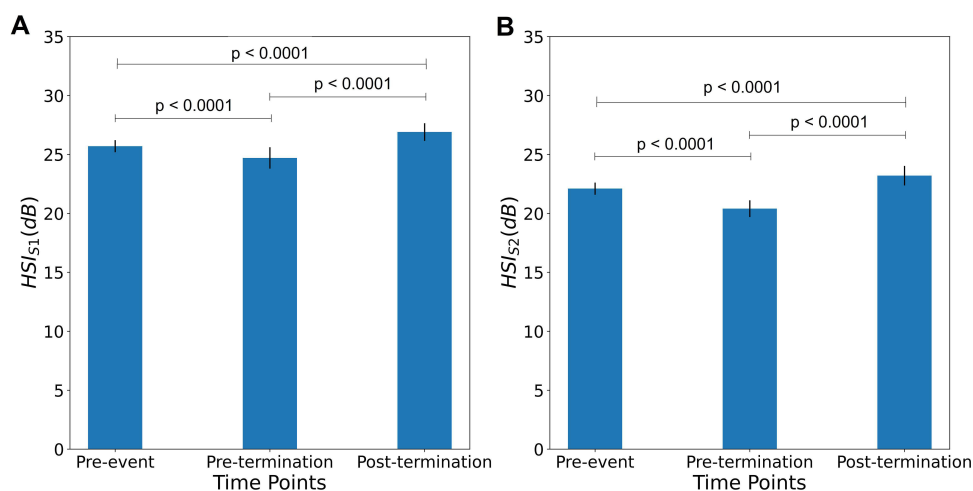 A
HSI_S1(dB)
35
30
25
20
15
10
5
0
p < 0.0001
p < 0.0001
p < 0.0001
Pre-event Pre-termination Post-termination
Time Points
B
HSI_S2(dB)
35
30
25
20
15
10
5
0
p < 0.0001
p < 0.0001
p < 0.0001
Pre-event Pre-termination Post-termination
Time Points